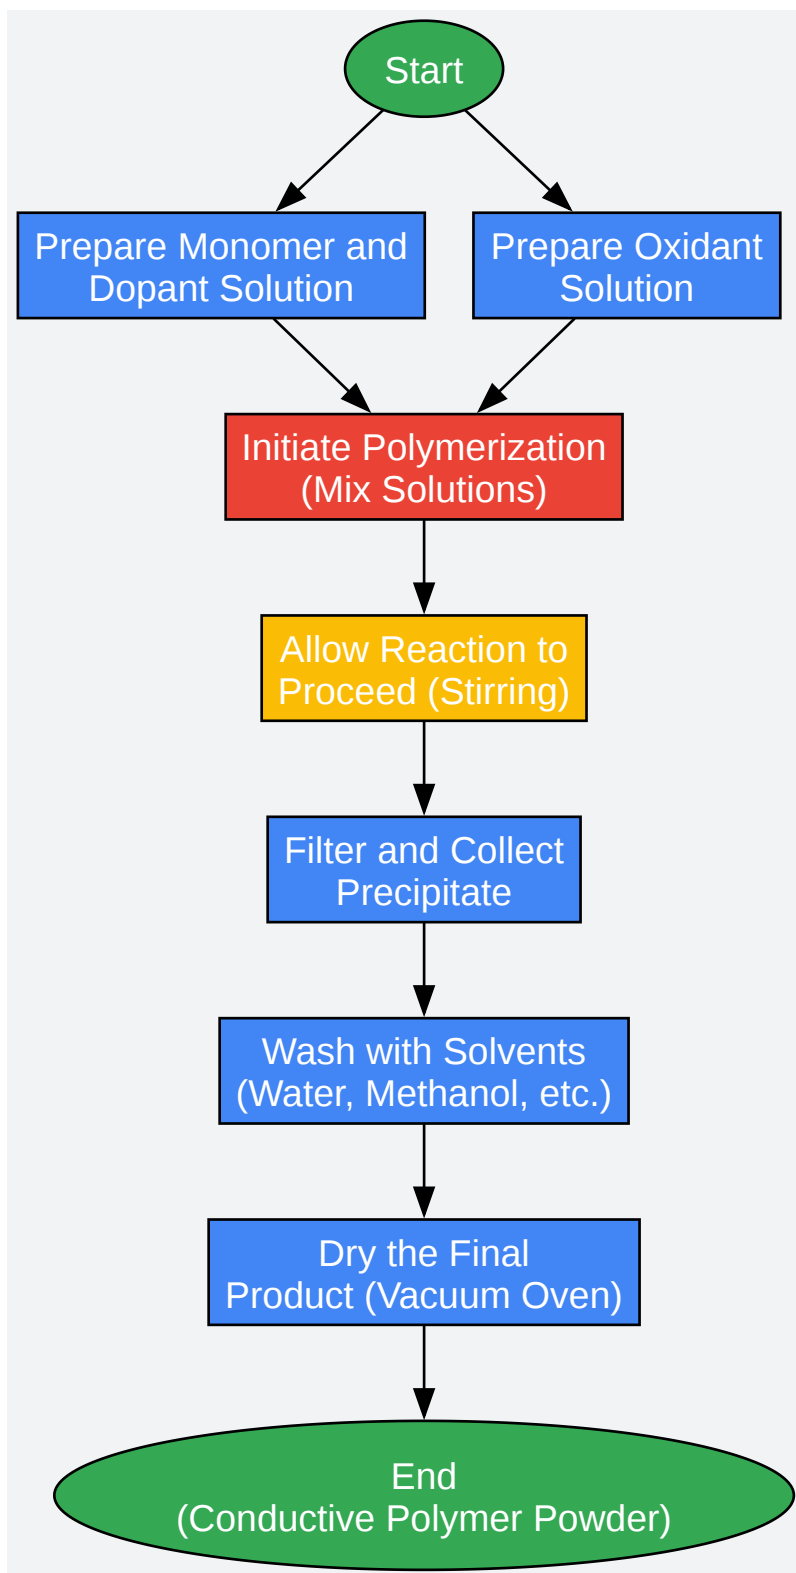 Start
Prepare Monomer and
Dopant Solution
Prepare Oxidant
Solution
Initiate Polymerization
(Mix Solutions)
Allow Reaction to
Proceed (Stirring)
Filter and Collect
Precipitate
Wash with Solvents
(Water, Methanol, etc.)
Dry the Final
Product (Vacuum Oven)
End
(Conductive Polymer Powder)